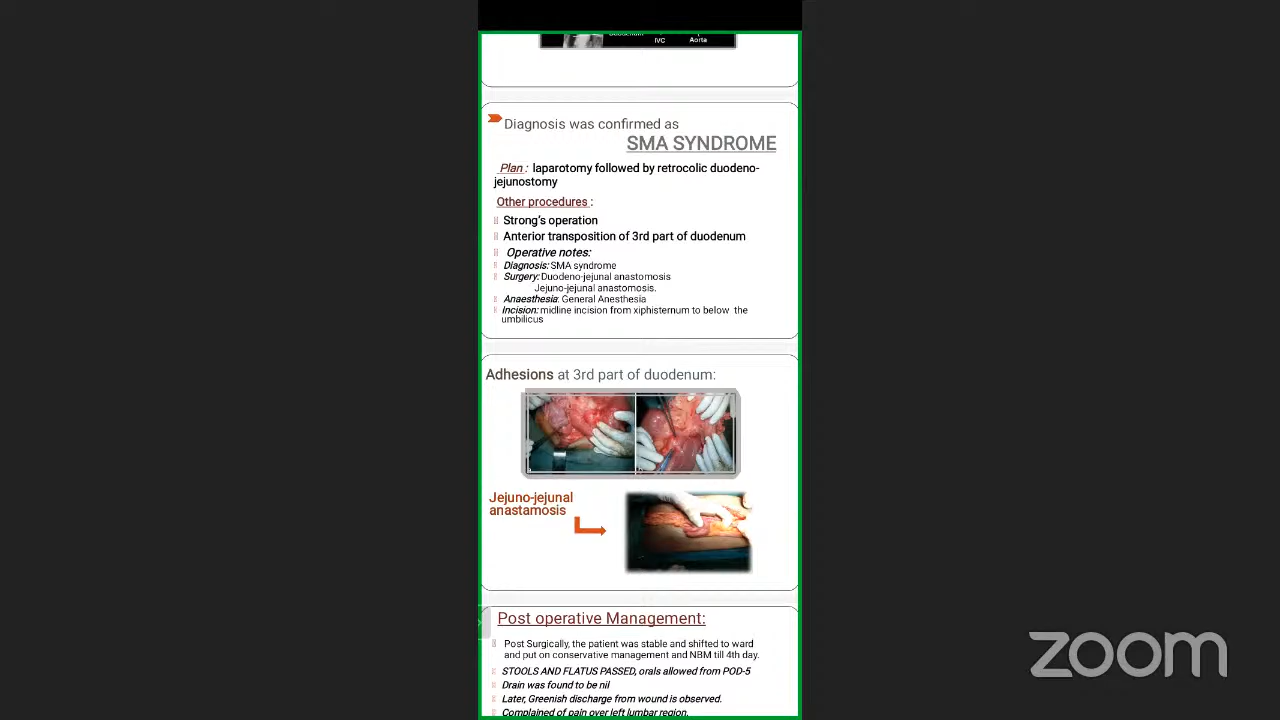 IVC
Aorta
Diagnosis was confirmed as
SMA SYNDROME
Plan : laparotomy followed by retrocolic duodeno-
jejunostomy
Other procedures :
Strong's operation
Anterior transposition of 3rd part of duodenum
Operative notes:
Diagnosis: SMA syndrome
Surgery: Duodeno-jejunal anastomosis
Jejuno-jejunal anastomosis.
Anaesthesia: General Anesthesia
Incision: midline incision from xiphisternum to below the
umbilicus
Adhesions at 3rd part of duodenum:
Jejuno-jejunal
anastamosis
Post operative Management:
Post Surgically, the patient was stable and shifted to ward
and put on conservative management and NBM till 4th day.
STOOLS AND FLATUS PASSED, orals allowed from POD-5
Drain was found to be nil
Later, Greenish discharge from wound is observed.
Complained of pain over left lumbar region.
zoom